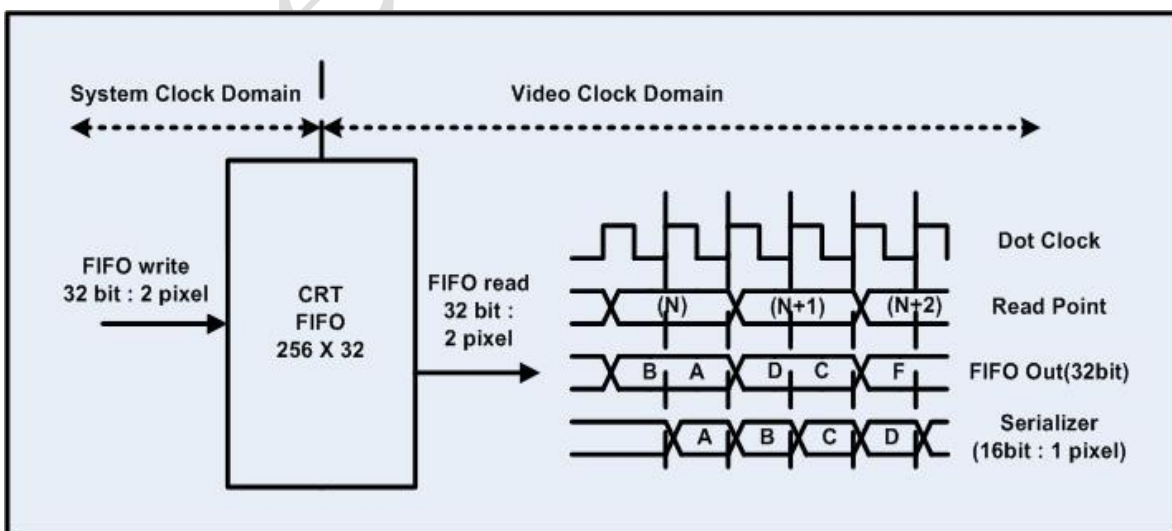 System Clock Domain
Video Clock Domain
FIFO write
32 bit : 2 pixel
CRT
FIFO
256 X 32
FIFO read
32 bit :
2 pixel
Dot Clock
(N) (N+1) (N+2) Read Point
B A D C F FIFO Out(32bit)
A B C D Serializer
(16bit : 1 pixel)